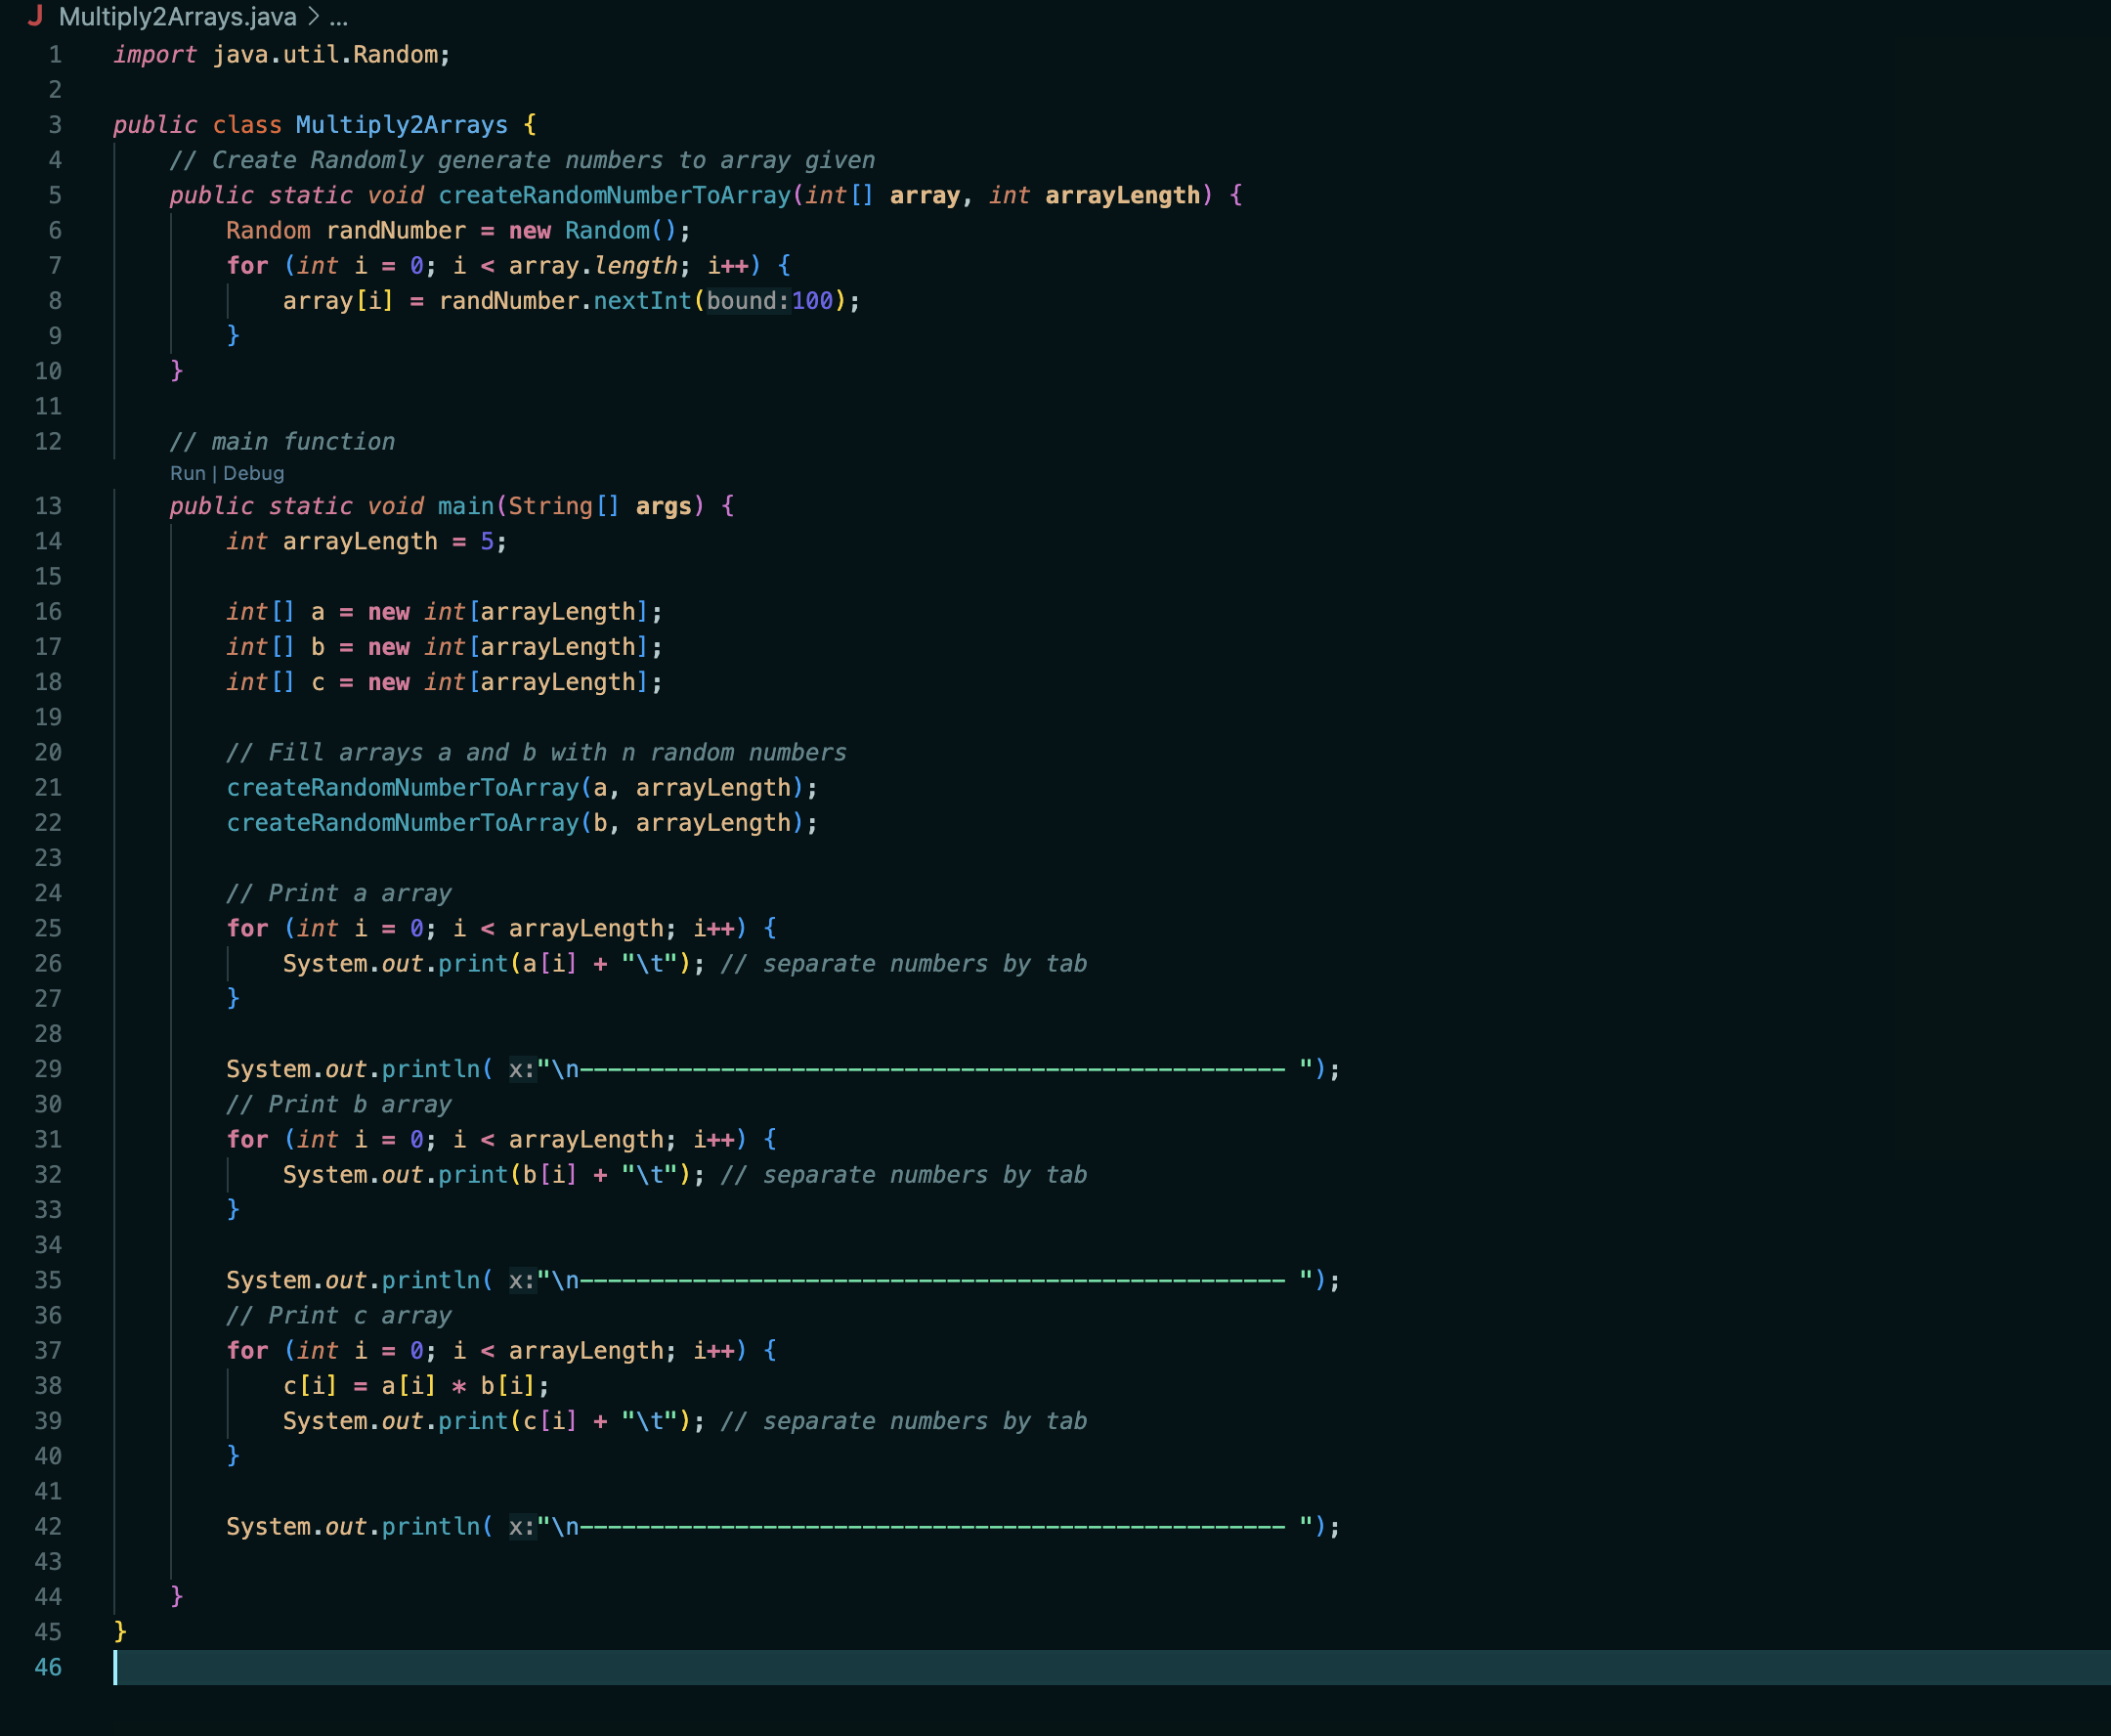 J Multiply2Arrays.java > ...
1 import java.util.Random;
2
3 public class Multiply2Arrays {
4 // Create Randomly generate numbers to array given
5 public static void createRandomNumberToArray(int[] array, int arrayLength) {
6 Random randNumber = new Random();
7 for (int i = 0; i < array.length; i++) {
8 array[i] = randNumber.nextInt(bound:100);
9 }
10 }
11
12 // main function
Run | Debug
13 public static void main(String[] args) {
14 int arrayLength = 5;
15
16 int[] a = new int[arrayLength];
17 int[] b = new int[arrayLength];
18 int[] c = new int[arrayLength];
19
20 // Fill arrays a and b with n random numbers
21 createRandomNumberToArray(a, arrayLength);
22 createRandomNumberToArray(b, arrayLength);
23
24 // Print a array
25 for (int i = 0; i < arrayLength; i++) {
26 System.out.print(a[i] + "\t"); // separate numbers by tab
27 }
28
29 System.out.println( x:"\n-------------------------------------------------- ");
30 // Print b array
31 for (int i = 0; i < arrayLength; i++) {
32 System.out.print(b[i] + "\t"); // separate numbers by tab
33 }
34
35 System.out.println( x:"\n-------------------------------------------------- ");
36 // Print c array
37 for (int i = 0; i < arrayLength; i++) {
38 c[i] = a[i] * b[i];
39 System.out.print(c[i] + "\t"); // separate numbers by tab
40 }
41
42 System.out.println( x:"\n-------------------------------------------------- ");
43
44 }
45 }
46